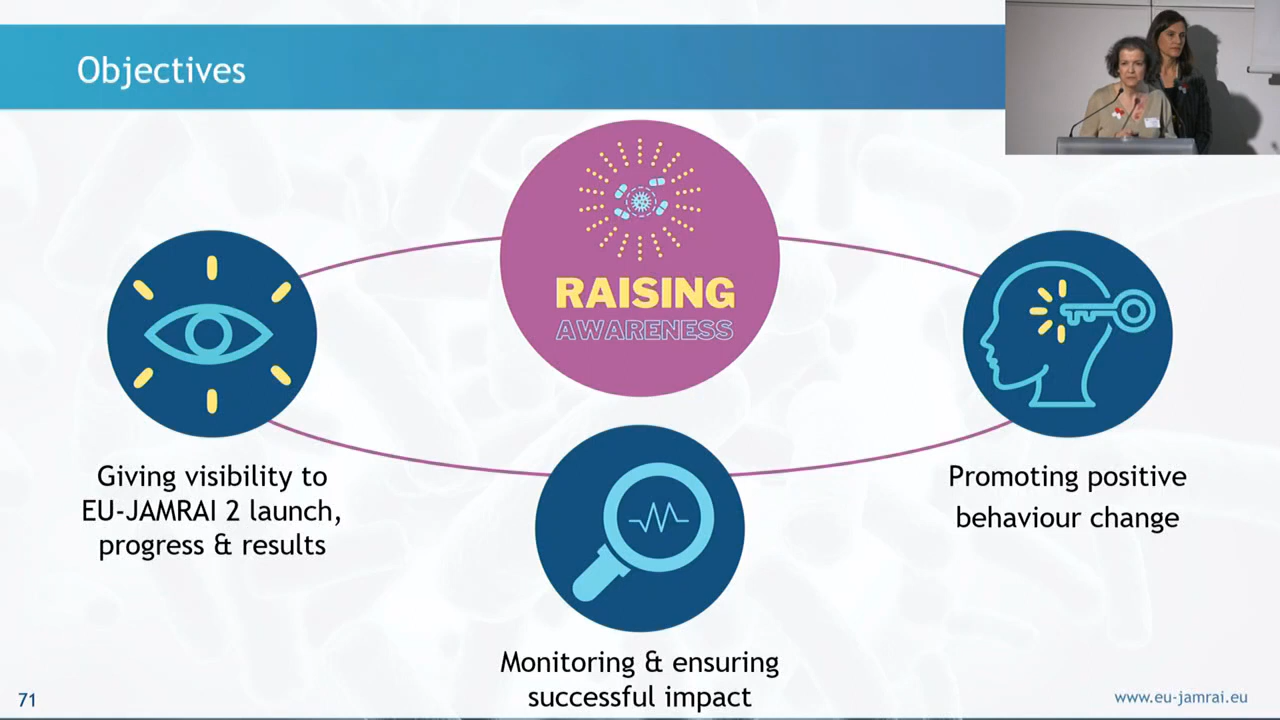 Objectives
RAISING
AWARENESS
Giving visibility to
EU-JAMRAI 2 launch,
progress & results
Promoting positive
behaviour change
Monitoring & ensuring
successful impact
71
www.eu-jamrai.eu